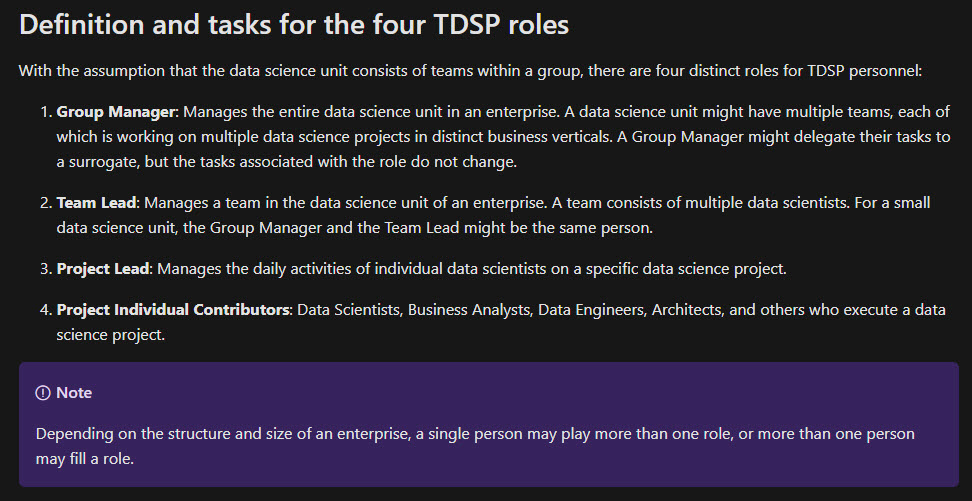 Definition and tasks for the four TDSP roles
With the assumption that the data science unit consists of teams within a group, there are four distinct roles for TDSP personnel:
1. Group Manager: Manages the entire data science unit in an enterprise. A data science unit might have multiple teams, each of
which is working on multiple data science projects in distinct business verticals. A Group Manager might delegate their tasks to
a surrogate, but the tasks associated with the role do not change.
2. Team Lead: Manages a team in the data science unit of an enterprise. A team consists of multiple data scientists. For a small
data science unit, the Group Manager and the Team Lead might be the same person.
3. Project Lead: Manages the daily activities of individual data scientists on a specific data science project.
4. Project Individual Contributors: Data Scientists, Business Analysts, Data Engineers, Architects, and others who execute a data
science project.
Note
Depending on the structure and size of an enterprise, a single person may play more than one role, or more than one person
may fill a role.